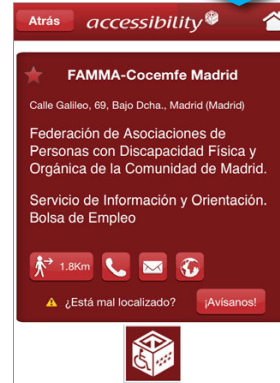 Atrás
accessibility
FAMMA-Cocemfe Madrid
Calle Galileo, 69, Bajo Dcha., Madrid (Madrid)
Federación de Asociaciones de
Personas con Discapacidad Física y
Orgánica de la Comunidad de Madrid.
Servicio de Información y Orientación.
Bolsa de Empleo
1.8Km
¿Está mal localizado?
¡Avísanos!